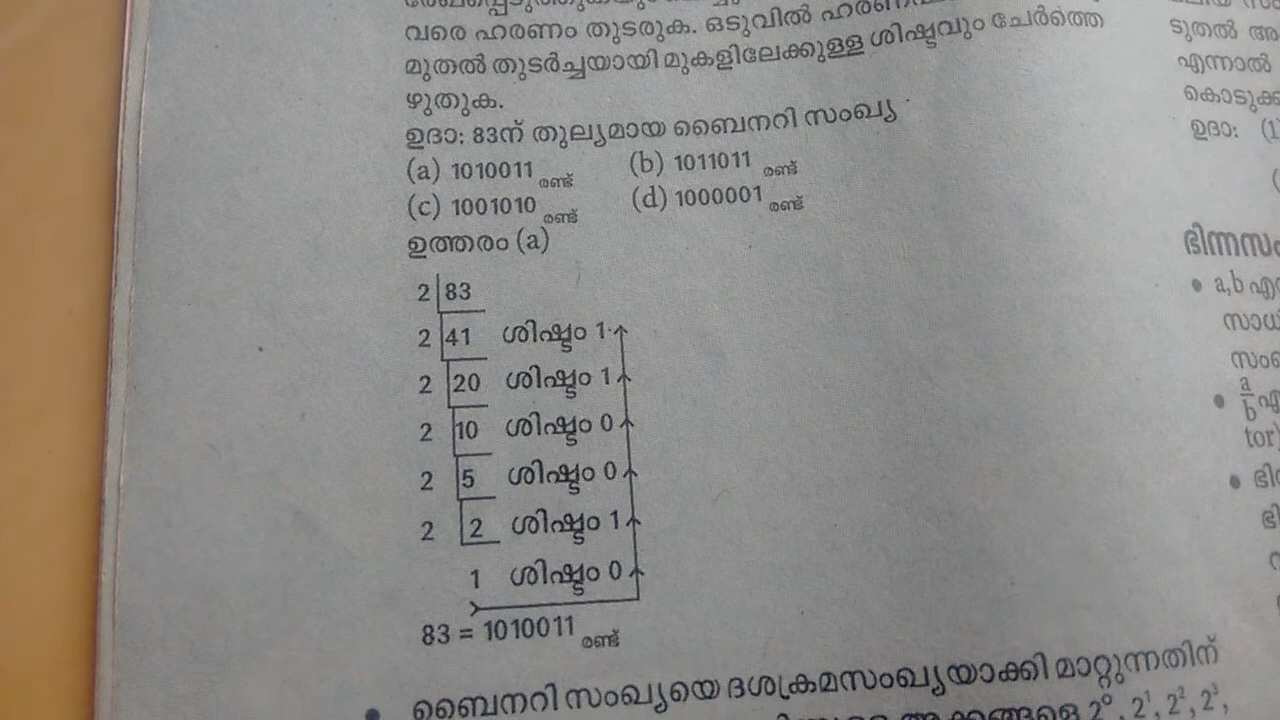 വരെ ഹരണം തുടരുക. ഒടുവിൽ
മുതൽ തുടർച്ചയായി മുകളിലേക്കുള്ള ശിഷ്ടവും ചേർത്തെ
ഴുതുക.
ഉദാ: 83ന് തുല്യമായ ബൈനറി സംഖ്യ
(a) 1010011 രണ്ട് (b) 1011011 രണ്ട്
(c) 1001010 രണ്ട് (d) 1000001 രണ്ട്
ഉത്തരം (a)
2 83
2 41 ശിഷ്ടം 1
2 20 ശിഷ്ടം 1
2 10 ശിഷ്ടം 0
2 5 ശിഷ്ടം 0
2 2 ശിഷ്ടം 1
1 ശിഷ്ടം 0
83 = 1010011 രണ്ട്
• ബൈനറി സംഖ്യയെ ദശക്രമസംഖ്യയാക്കി മാറ്റുന്നതിന്
2⁰, 2¹, 2², 2³,
ടുതൽ
എന്നാൽ
ഉദാ:
• a,b
• a/b
tor)